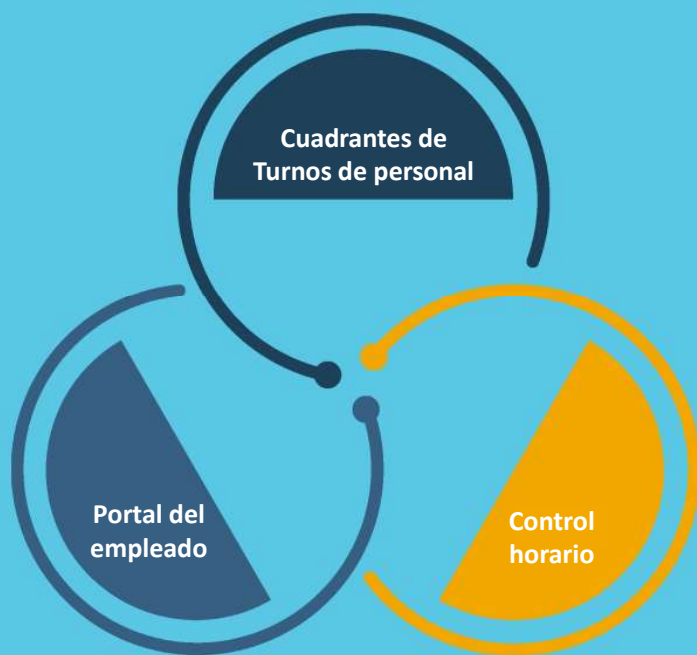 Cuadrantes de
Turnos de personal
Portal del
empleado
Control
horario